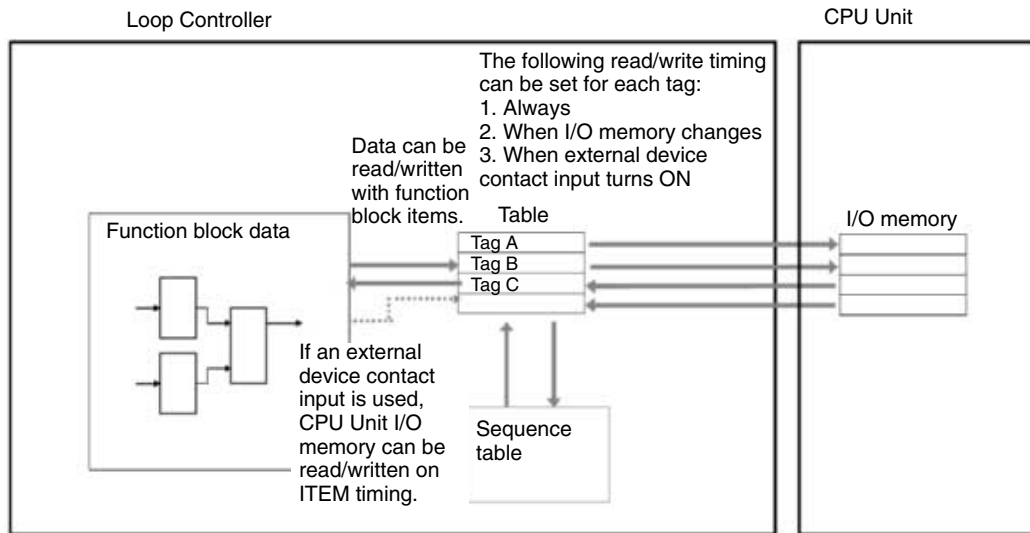 Loop Controller
CPU Unit
The following read/write timing
can be set for each tag:
1. Always
2. When I/O memory changes
3. When external device
contact input turns ON
Data can be
read/written
with function
block items.
Table
I/O memory
Function block data
Tag A
Tag B
Tag C
If an external
device contact
input is used,
CPU Unit I/O
memory can be
read/written on
ITEM timing.
Sequence
table